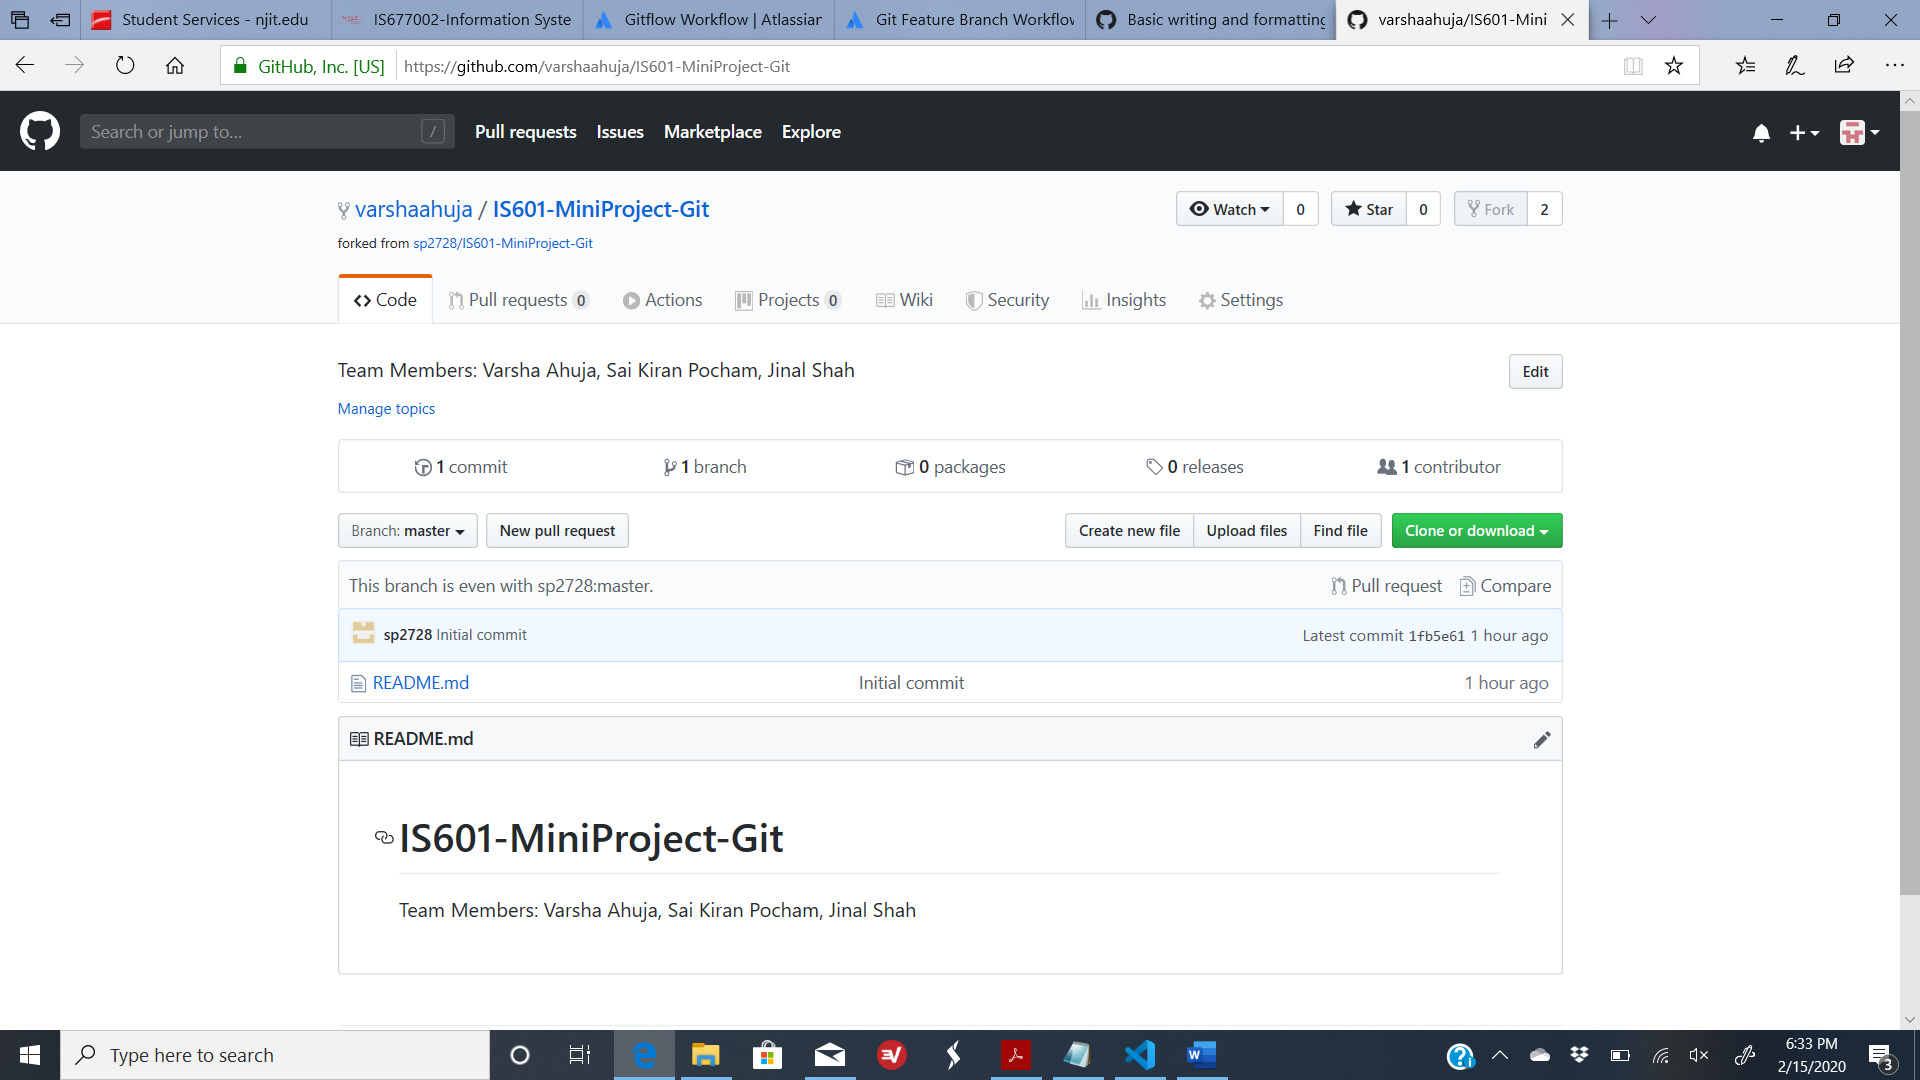 Student Services - njit.edu
IS677002-Information Syste
Gitflow Workflow | Atlassian
Git Feature Branch Workflow
Basic writing and formatting
varshaahuja/IS601-Mini
GitHub, Inc. [US]
https://github.com/varshaahuja/IS601-MiniProject-Git
Search or jump to... /
Pull requests Issues Marketplace Explore
varshaahuja / IS601-MiniProject-Git
Watch 0 Star 0 Fork 2
forked from sp2728/IS601-MiniProject-Git
Code Pull requests 0 Actions Projects 0 Wiki Security Insights Settings
Team Members: Varsha Ahuja, Sai Kiran Pocham, Jinal Shah
Edit
Manage topics
1 commit 1 branch 0 packages 0 releases 1 contributor
Branch: master New pull request Create new file Upload files Find file Clone or download
This branch is even with sp2728:master. Pull request Compare
sp2728 Initial commit Latest commit 1fb5e61 1 hour ago
README.md Initial commit 1 hour ago
README.md
IS601-MiniProject-Git
Team Members: Varsha Ahuja, Sai Kiran Pocham, Jinal Shah
Type here to search
6:33 PM
2/15/2020
3